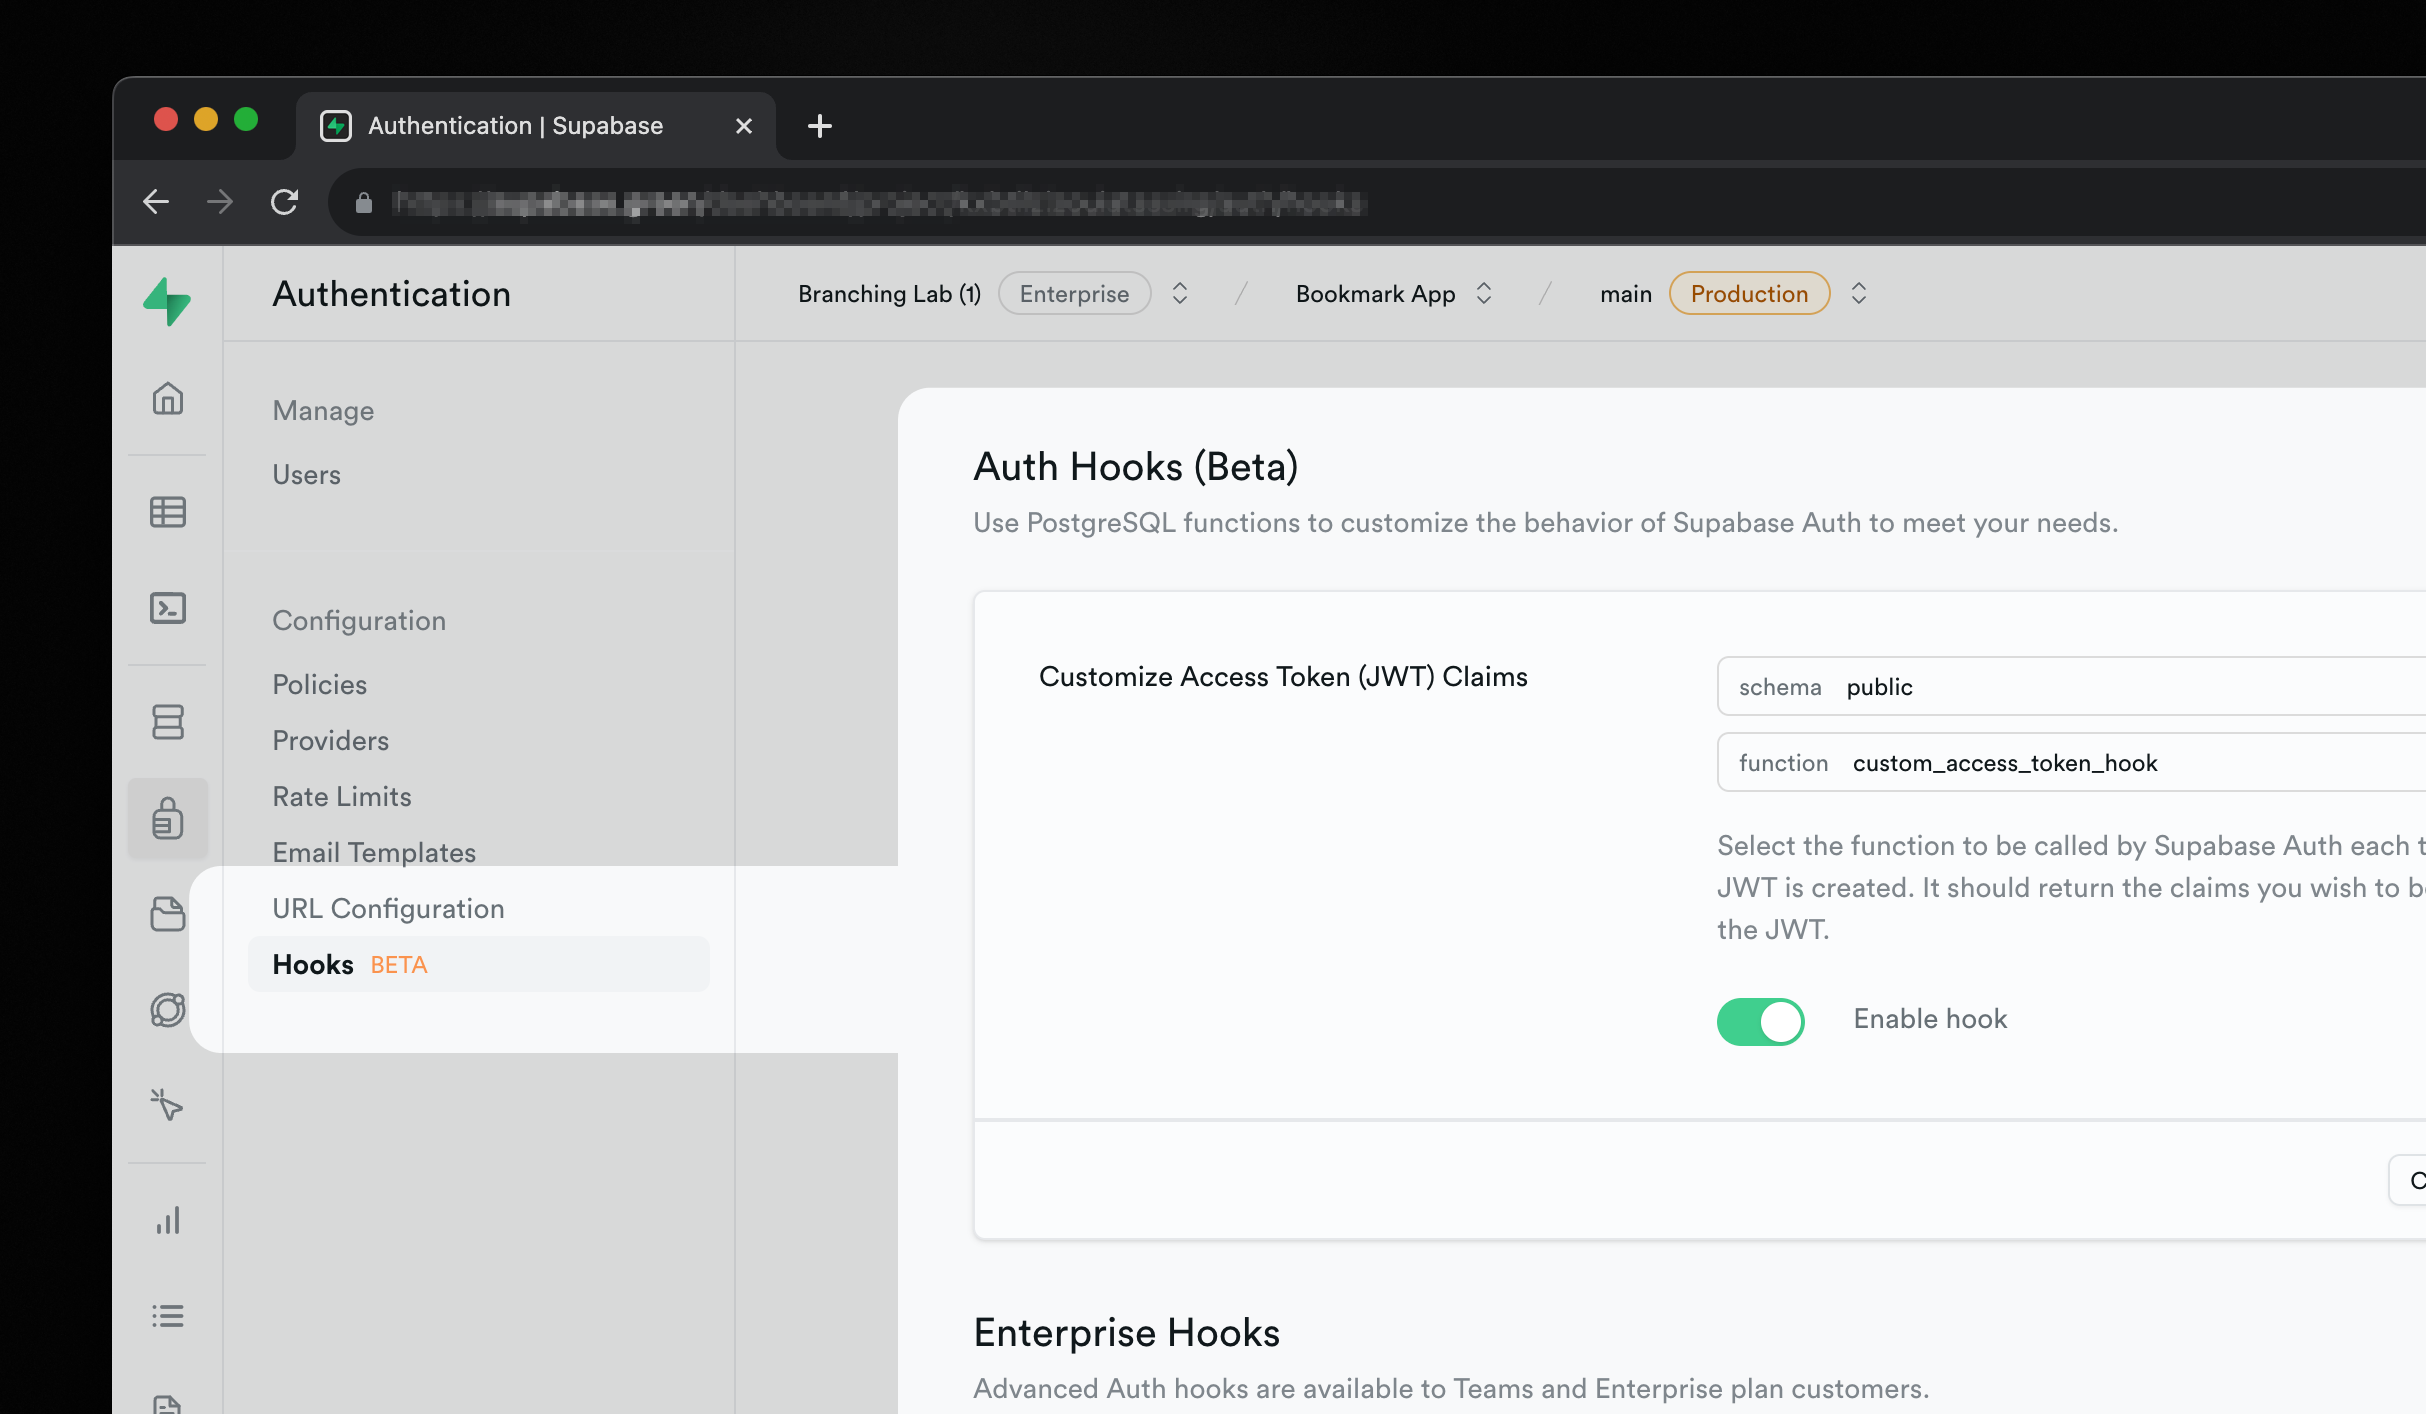 Authentication | Supabase
Authentication
Branching Lab (1) Enterprise / Bookmark App / main Production
Manage
Users
Configuration
Policies
Providers
Rate Limits
Email Templates
URL Configuration
Hooks BETA
Auth Hooks (Beta)
Use PostgreSQL functions to customize the behavior of Supabase Auth to meet your needs.
Customize Access Token (JWT) Claims
schema public
function custom_access_token_hook
Select the function to be called by Supabase Auth each
JWT is created. It should return the claims you wish to
the JWT.
Enable hook
Enterprise Hooks
Advanced Auth hooks are available to Teams and Enterprise plan customers.